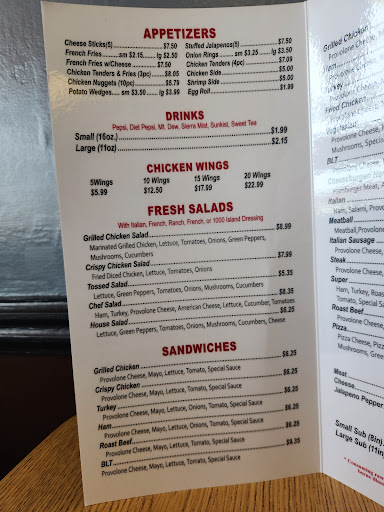 APPETIZERS
Cheese Sticks(5) $7.50
French Fries sm $2.15 lg $2.50
French Fries w/Cheese $7.50
Chicken Tenders & Fries (3pc) $8.05
Chicken Nuggets (10pc) $5.79
Potato Wedges sm $3.50 lg $3.99
Stuffed Jalapenos(5) $7.50
Onion Rings sm $3.25 lg $3.50
Chicken Tenders (4pc) $7.09
Chicken Side $5.00
Shrimp Side $5.00
Egg Roll $1.99
DRINKS
Pepsi, Diet Pepsi, Mt. Dew, Sierra Mist, Sunkist, Sweet Tea
Small (16oz.) $1.99
Large (11oz) $2.15
CHICKEN WINGS
5Wings 10 Wings 15 Wings 20 Wings
$5.99 $12.50 $17.99 $22.99
FRESH SALADS
With Italian, French, Ranch, French, or 1000 Island Dressing
Grilled Chicken Salad $8.99
Marinated Grilled Chicken, Lettuce, Tomatoes, Onions, Green Peppers,
Mushrooms, Cucumbers
Crispy Chicken Salad $7.99
Fried Diced Chicken, Lettuce, Tomatoes, Onions
Tossed Salad $5.35
Lettuce, Green Peppers, Tomatoes, Onions, Mushrooms, Cucumbers
Chef Salad $8.35
Ham, Turkey, Provolone Cheese, American Cheese, Lettuce, Cucumber, Tomatoes
House Salad $6.25
Lettuce, Green Peppers, Tomatoes, Onions, Mushrooms, Cucumbers, Cheese
SANDWICHES
Grilled Chicken $6.25
Provolone Cheese, Mayo, Lettuce, Tomato, Special Sauce
Crispy Chicken $6.25
Provolone Cheese, Mayo, Lettuce, Tomato, Special Sauce
Turkey $6.25
Provolone Cheese, Mayo, Lettuce, Onions, Tomato, Special Sauce
Ham $6.25
Provolone Cheese, Mayo, Lettuce, Onions, Tomato, Special Sauce
Roast Beef $6.25
Provolone Cheese, Mayo, Lettuce, Tomato, Special Sauce
BLT $9.35
Provolone Cheese, Mayo, Lettuce, Tomato, Special Sauce
Grilled Chicken
Provolone Cheese,
Fried Chicken
Mushrooms, Special
BLT
Italian
Ham, Salami, Provol
Meatball
Meatball, Provolone
Italian Sausage
Provolone Cheese,
Steak
Provolone Cheese,
Super
Ham, Turkey, Roas
Tomato, Special Sa
Roast Beef
Provolone Cheese,
Pizza
Pizza Cheese, Pizz
Mushrooms, Gree
Meat
Cheese
Jalapeno Pepper
Small Sub (8in)
Large Sub (11in
* Consuming